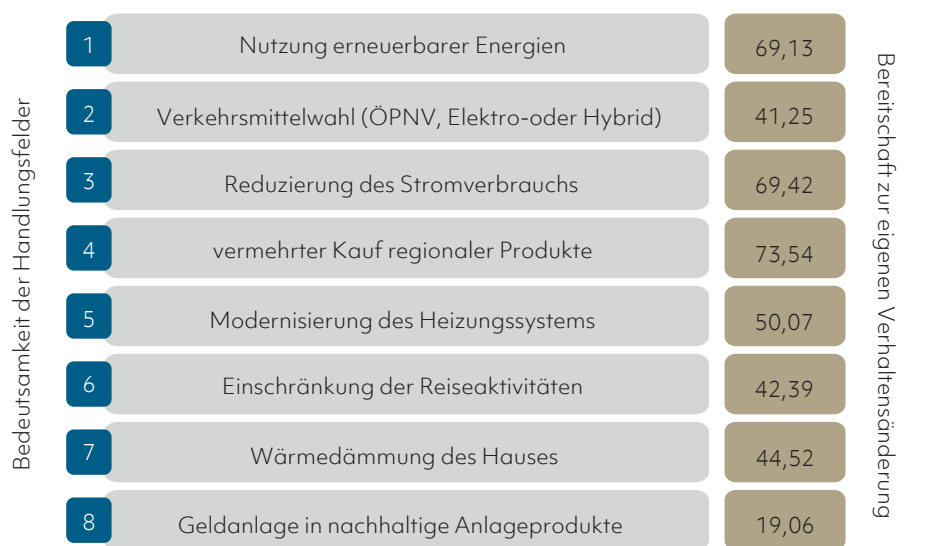 Bedeutsamkeit der Handlungsfelder
1 Nutzung erneuerbarer Energien 69,13
2 Verkehrsmittelwahl (ÖPNV, Elektro-oder Hybrid) 41,25
3 Reduzierung des Stromverbrauchs 69,42
4 vermehrter Kauf regionaler Produkte 73,54
5 Modernisierung des Heizungssystems 50,07
6 Einschränkung der Reiseaktivitäten 42,39
7 Wärmedämmung des Hauses 44,52
8 Geldanlage in nachhaltige Anlageprodukte 19,06
Bereitschaft zur eigenen Verhaltensänderung